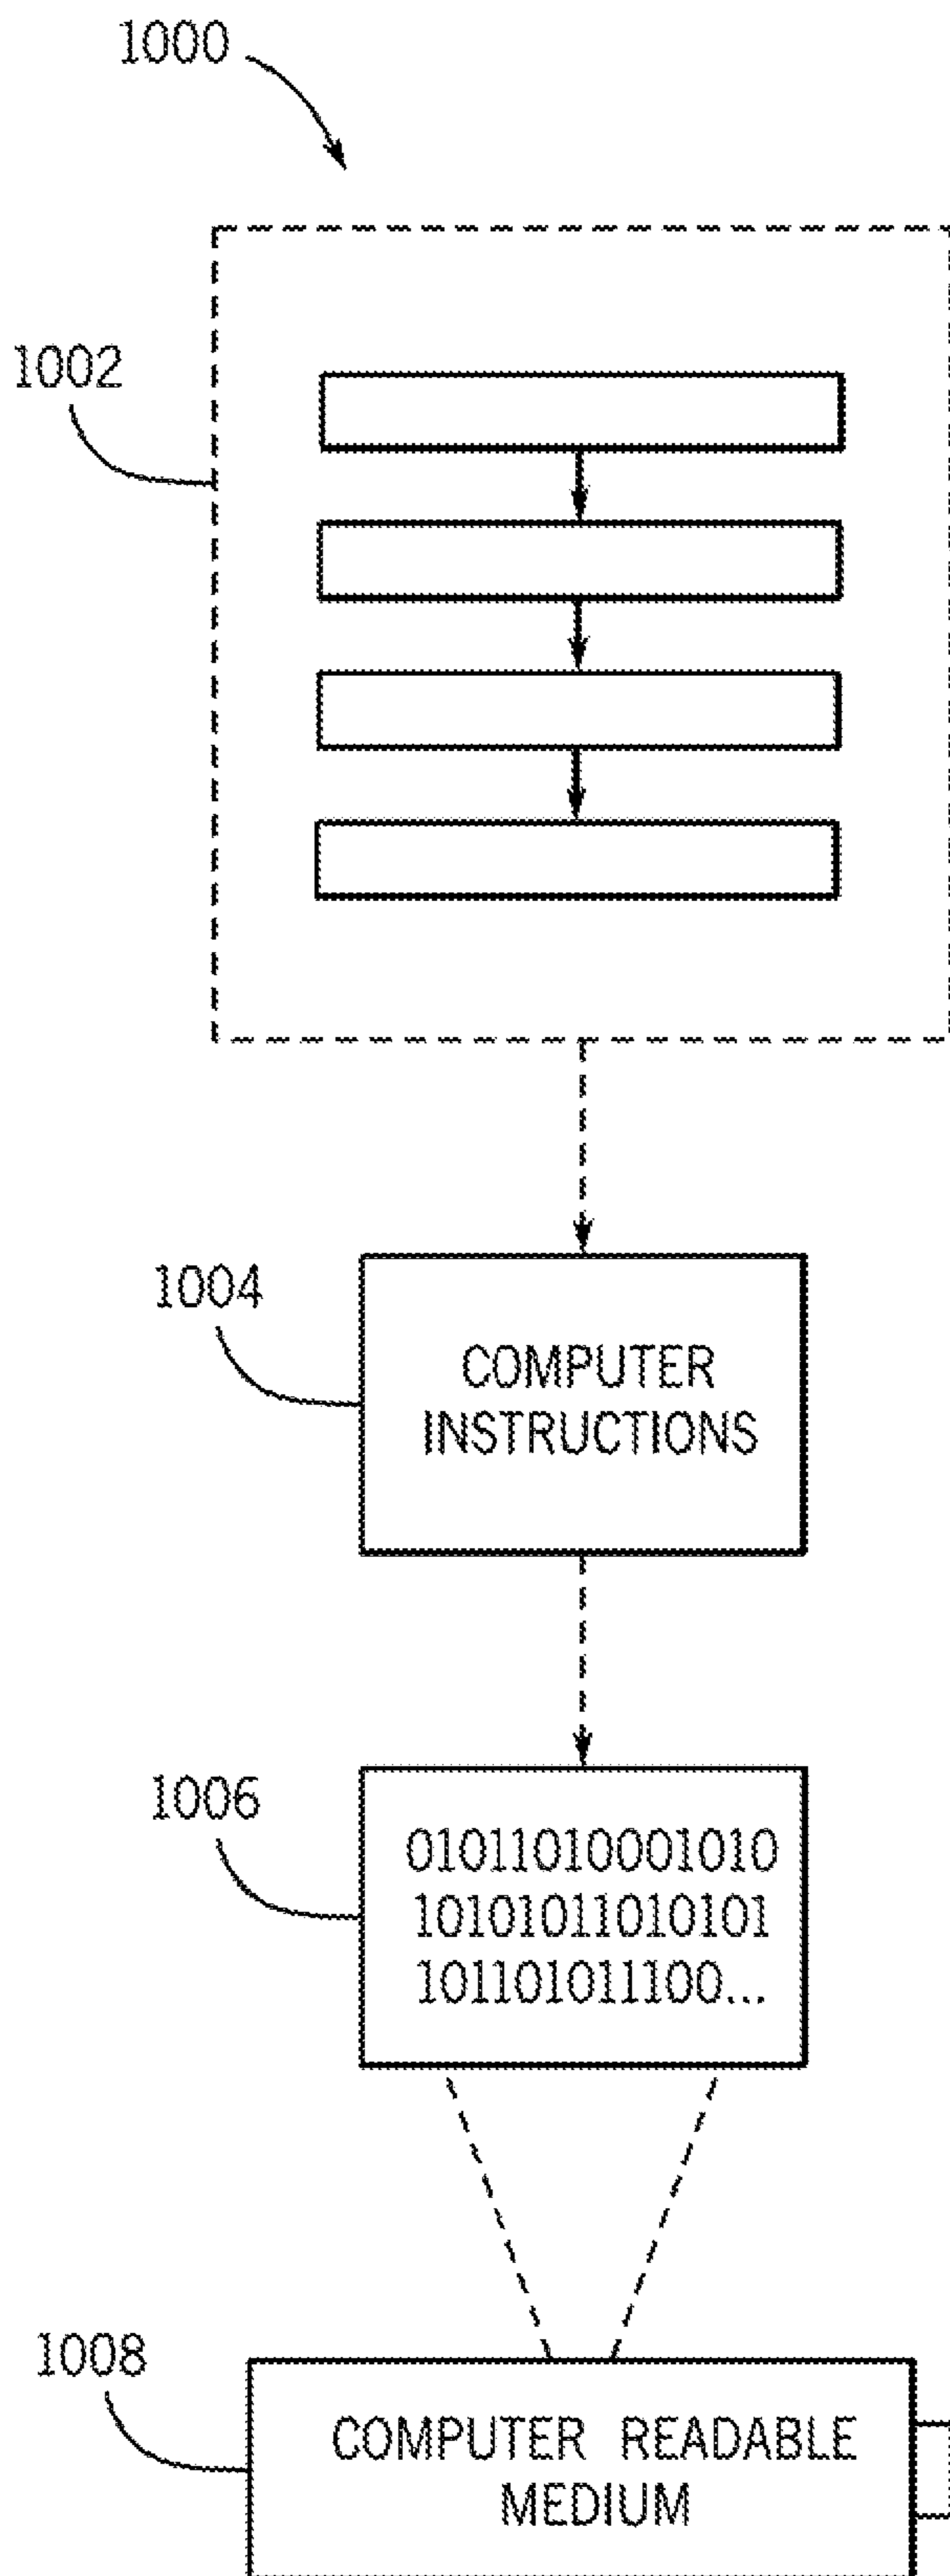 1000
1002
1004
COMPUTER
INSTRUCTIONS
1006
01011010001010
10101011010101
101101011100...
1008
COMPUTER READABLE
MEDIUM